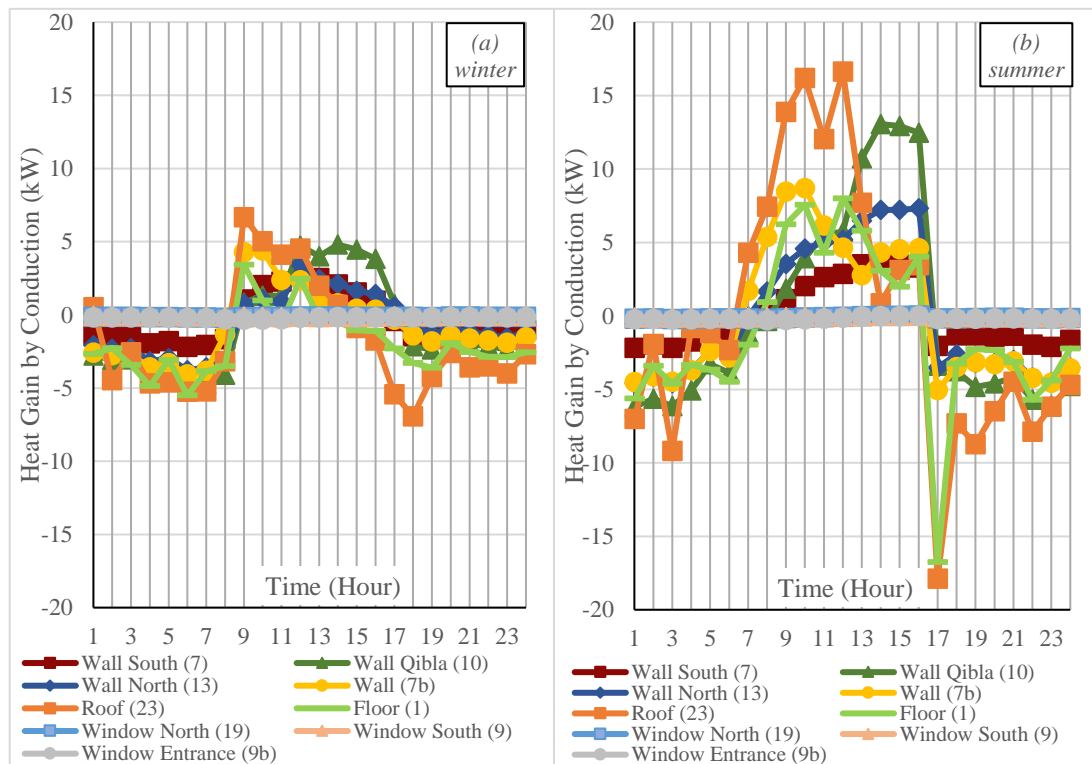 (a)
winter
Heat Gain by Conduction (kW)
20
15
10
5
0
-5
-10
-15
-20
Time (Hour)
1 3 5 7 9 11 13 15 17 19 21 23
Wall South (7) Wall Qibla (10)
Wall North (13) Wall (7b)
Roof (23) Floor (1)
Window North (19) Window South (9)
Window Entrance (9b)
(b)
summer
Heat Gain by Conduction (kW)
20
15
10
5
0
-5
-10
-15
-20
Time (Hour)
1 3 5 7 9 11 13 15 17 19 21 23
Wall South (7) Wall Qibla (10)
Wall North (13) Wall (7b)
Roof (23) Floor (1)
Window North (19) Window South (9)
Window Entrance (9b)